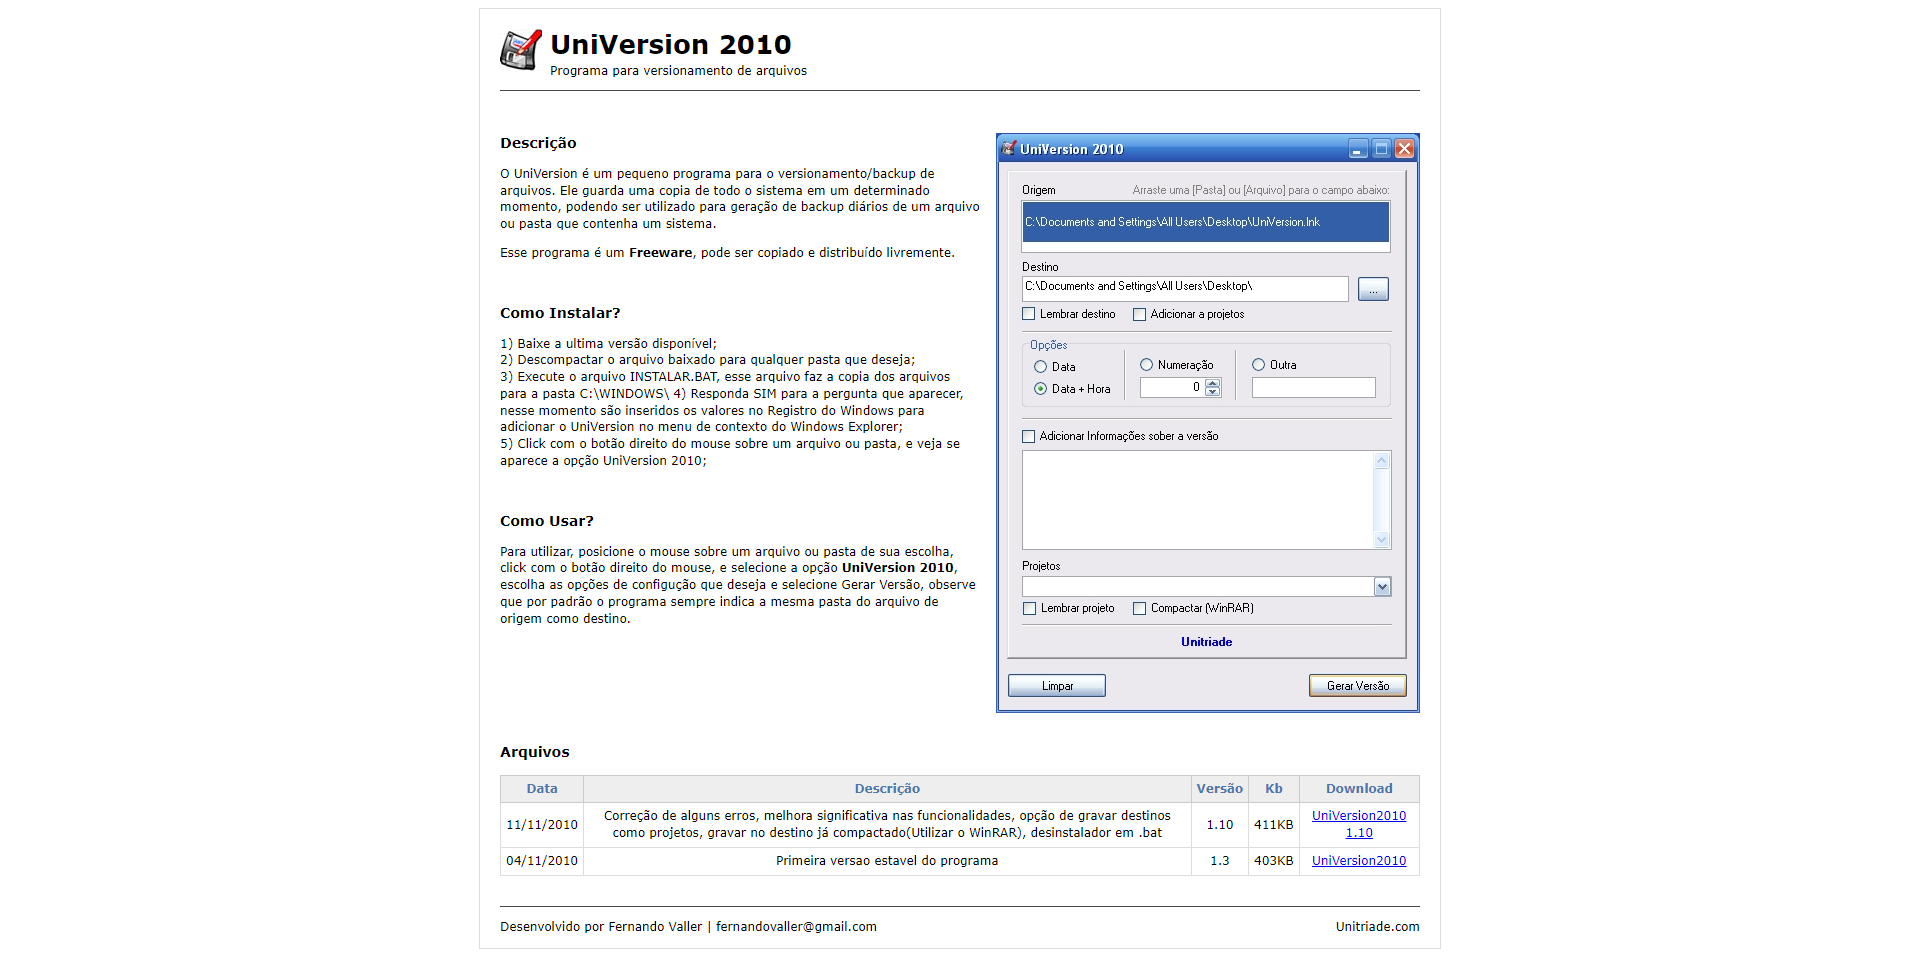 UniVersion 2010
Programa para versionamento de arquivos
Descrição
O UniVersion é um pequeno programa para o versionamento/backup de
arquivos. Ele guarda uma copia de todo o sistema em um determinado
momento, podendo ser utilizado para geração de backup diários de um arquivo
ou pasta que contenha um sistema.
Esse programa é um Freeware, pode ser copiado e distribuído livremente.
Como Instalar?
1) Baixe a ultima versão disponível;
2) Descompactar o arquivo baixado para qualquer pasta que deseja;
3) Execute o arquivo INSTALAR.BAT, esse arquivo faz a copia dos arquivos
para a pasta C:\WINDOWS\ 4) Responda SIM para a pergunta que aparecer,
nesse momento são inseridos os valores no Registro do Windows para
adicionar o UniVersion no menu de contexto do Windows Explorer;
5) Click com o botão direito do mouse sobre um arquivo ou pasta, e veja se
aparece a opção UniVersion 2010;
Como Usar?
Para utilizar, posicione o mouse sobre um arquivo ou pasta de sua escolha,
click com o botão direito do mouse, e selecione a opção UniVersion 2010,
escolha as opções de configução que deseja e selecione Gerar Versão, observe
que por padrão o programa sempre indica a mesma pasta do arquivo de
origem como destino.
UniVersion 2010
Origem Arraste uma [Pasta] ou [Arquivo] para o campo abaixo:
C:\Documents and Settings\All Users\Desktop\UniVersion.lnk
Destino
C:\Documents and Settings\All Users\Desktop\
...
Lembrar destino Adicionar a projetos
Opções
Data Numeração Outra
Data + Hora 0
Adicionar Informações sober a versão
Projetos
Lembrar projeto Compactar (WinRAR)
Unitriade
Limpar Gerar Versão
Arquivos
Data Descrição Versão Kb Download
11/11/2010 Correção de alguns erros, melhora significativa nas funcionalidades, opção de gravar destinos
como projetos, gravar no destino já compactado(Utilizar o WinRAR), desinstalador em .bat 1.10 411KB UniVersion2010
1.10
04/11/2010 Primeira versao estavel do programa 1.3 403KB UniVersion2010
Desenvolvido por Fernando Valler | fernandovaller@gmail.com Unitriade.com